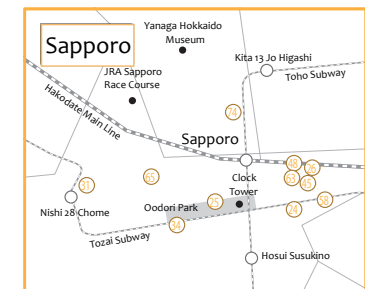 Yanaga Hokkaido
Museum
Sapporo
Kita 13 Jo Higashi
JRA Sapporo
Race Course
Toho Subway
Hakodate Main Line
74
Sapporo
48
26
Clock
Tower
63
45
65
31
58
25
Oodori Park
24
Nishi 28 Chome
34
Tozai Subway
Hosui Susukino